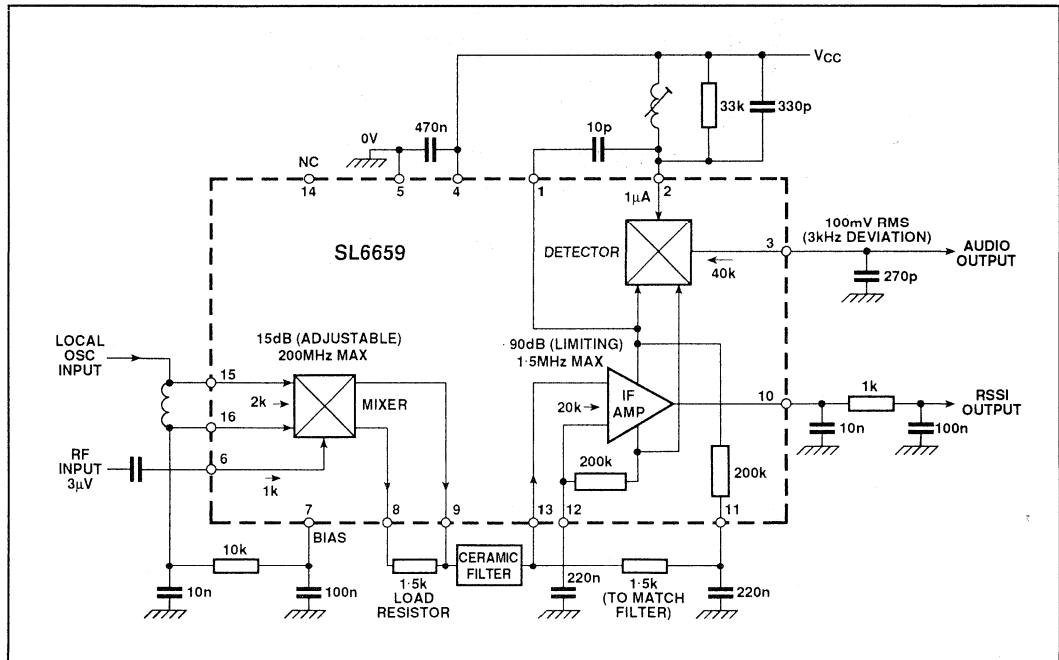 VCC
33k
330p
470n
10p
0V
NC
14
5
4
1
2
1μA
SL6659
DETECTOR
3
100mV RMS
(3kHz DEVIATION)
AUDIO
OUTPUT
40k
270p
LOCAL
OSC
INPUT
15dB (ADJUSTABLE)
200MHz MAX
90dB (LIMITING)
1·5MHz MAX
15
2k
MIXER
16
IF
AMP
20k
10
1k
RSSI
OUTPUT
10n
100n
RF
INPUT
3μV
6
1k
200k
200k
7
8
9
13
12
11
BIAS
10k
10n
100n
1·5k
LOAD
RESISTOR
CERAMIC
FILTER
220n
1·5k
(TO MATCH
FILTER)
220n